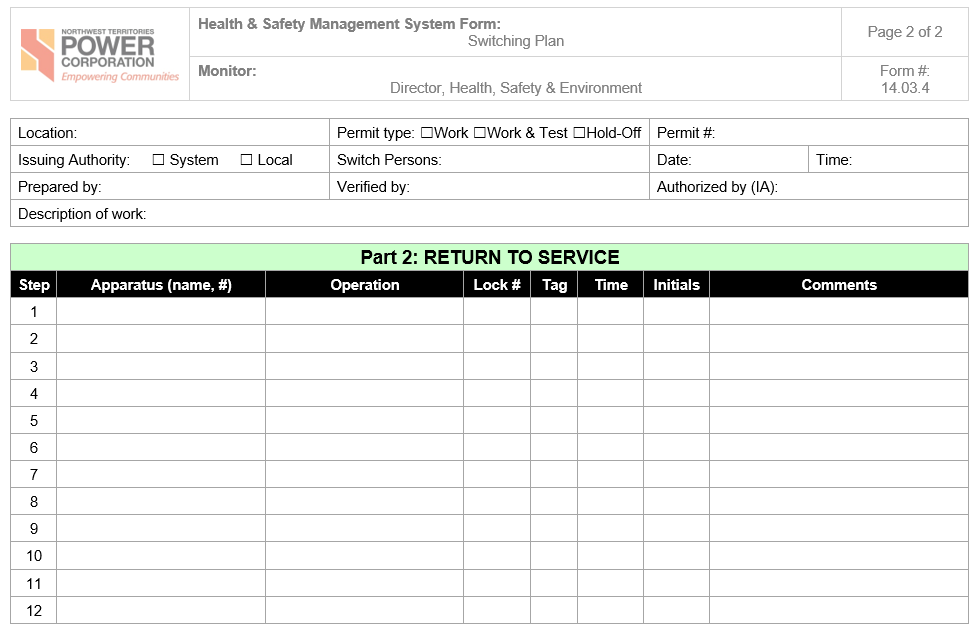 NORTHWEST TERRITORIES
POWER
CORPORATION
Empowering Communities
Health & Safety Management System Form:
Switching Plan
Page 2 of 2
Monitor:
Director, Health, Safety & Environment
Form #:
14.03.4
Location: Permit type: ☐Work ☐Work & Test ☐Hold-Off Permit #:
Issuing Authority: ☐ System ☐ Local Switch Persons: Date: Time:
Prepared by: Verified by: Authorized by (IA):
Description of work:
Part 2: RETURN TO SERVICE
Step Apparatus (name, #) Operation Lock # Tag Time Initials Comments
1
2
3
4
5
6
7
8
9
10
11
12